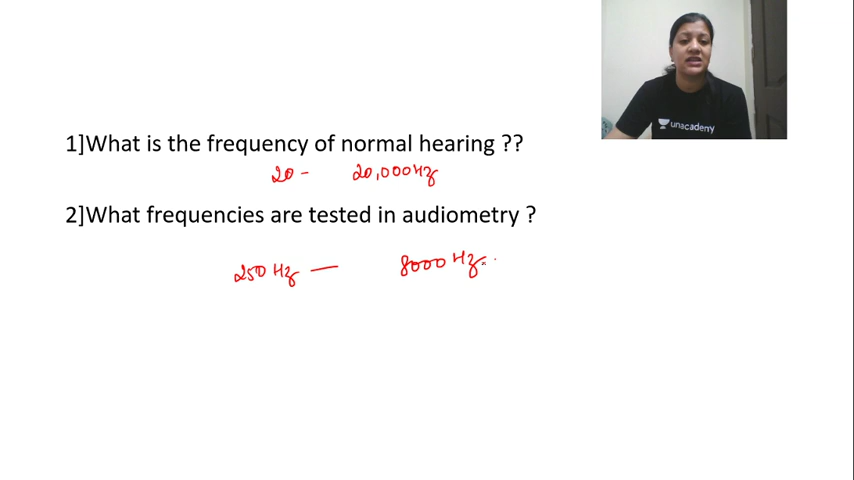 unacademy
1]What is the frequency of normal hearing ??
20 - 20,000Hz
2]What frequencies are tested in audiometry ?
250 Hz — 8000 Hz.